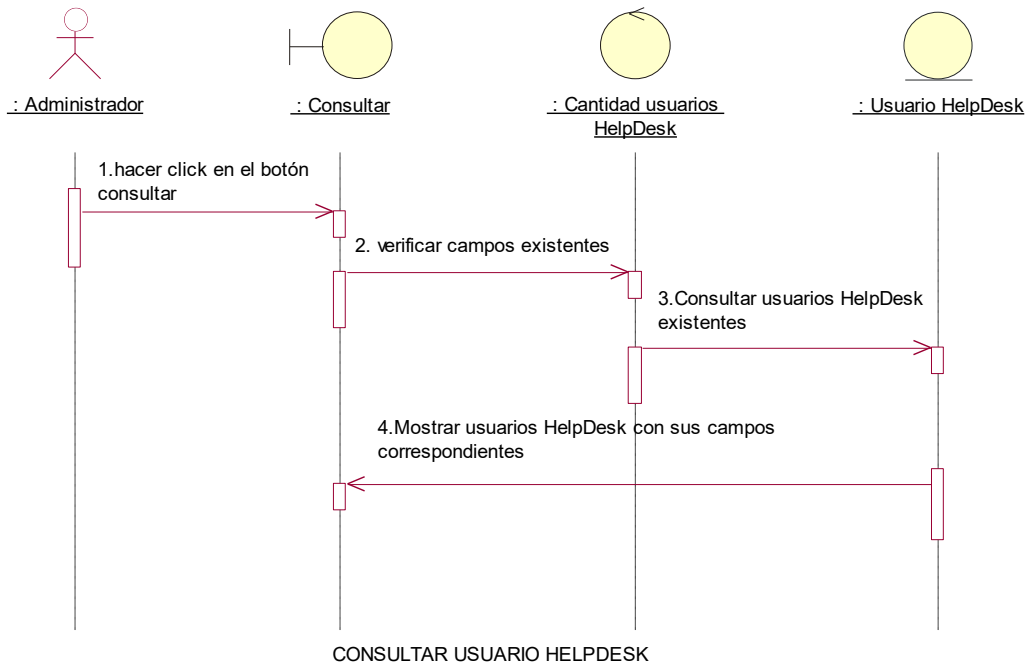 : Administrador
: Consultar
: Cantidad usuarios
HelpDesk
: Usuario HelpDesk
1.hacer click en el botón
consultar
2. verificar campos existentes
3.Consultar usuarios HelpDesk
existentes
4.Mostrar usuarios HelpDesk con sus campos
correspondientes
CONSULTAR USUARIO HELPDESK